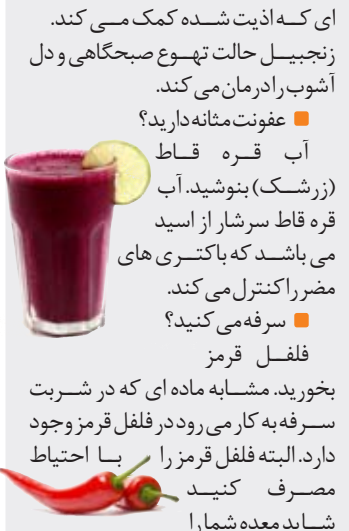 ای که اذیت شده کمک می کند.
زنجبیل حالت تهوع صبحگاهی و دل
آشوب را درمان می کند.
عفونت مثانه دارید؟
آب قره قاط
(زرشک) بنوشید. آب
قره قاط سرشار از اسید
می باشد که باکتری های
مضر را کنترل می کند.
سرفه می کنید؟
فلفل قرمز
بخورید. مشابه ماده ای که در شربت
سرفه به کار می رود در فلفل قرمز وجود
دارد. البته فلفل قرمز را با احتیاط
مصرف کنید
شاید معده شما را